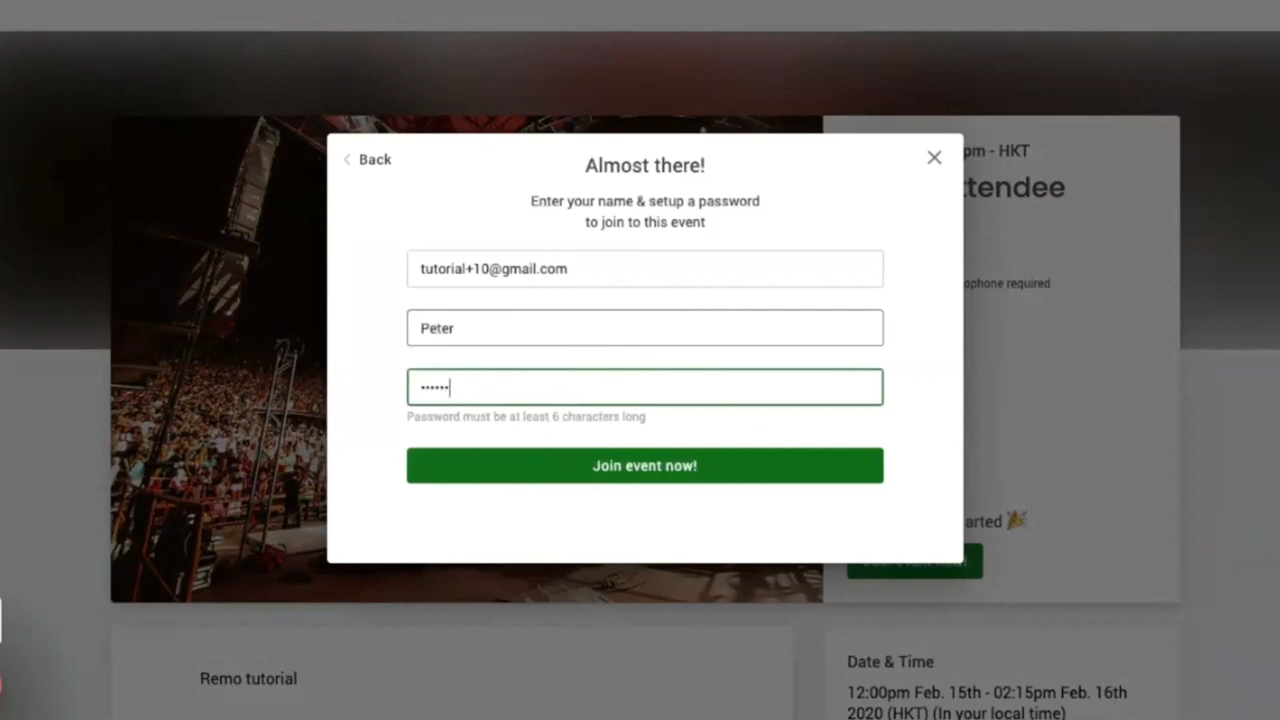 Back
Almost there!
Enter your name & setup a password
to join to this event
tutorial+10@gmail.com
Peter
••••••
Password must be at least 6 characters long
Join event now!
pm - HKT
ttendee
ophone required
arted 🎉
Remo tutorial
Date & Time
12:00pm Feb. 15th - 02:15pm Feb. 16th
2020 (HKT) (In your local time)